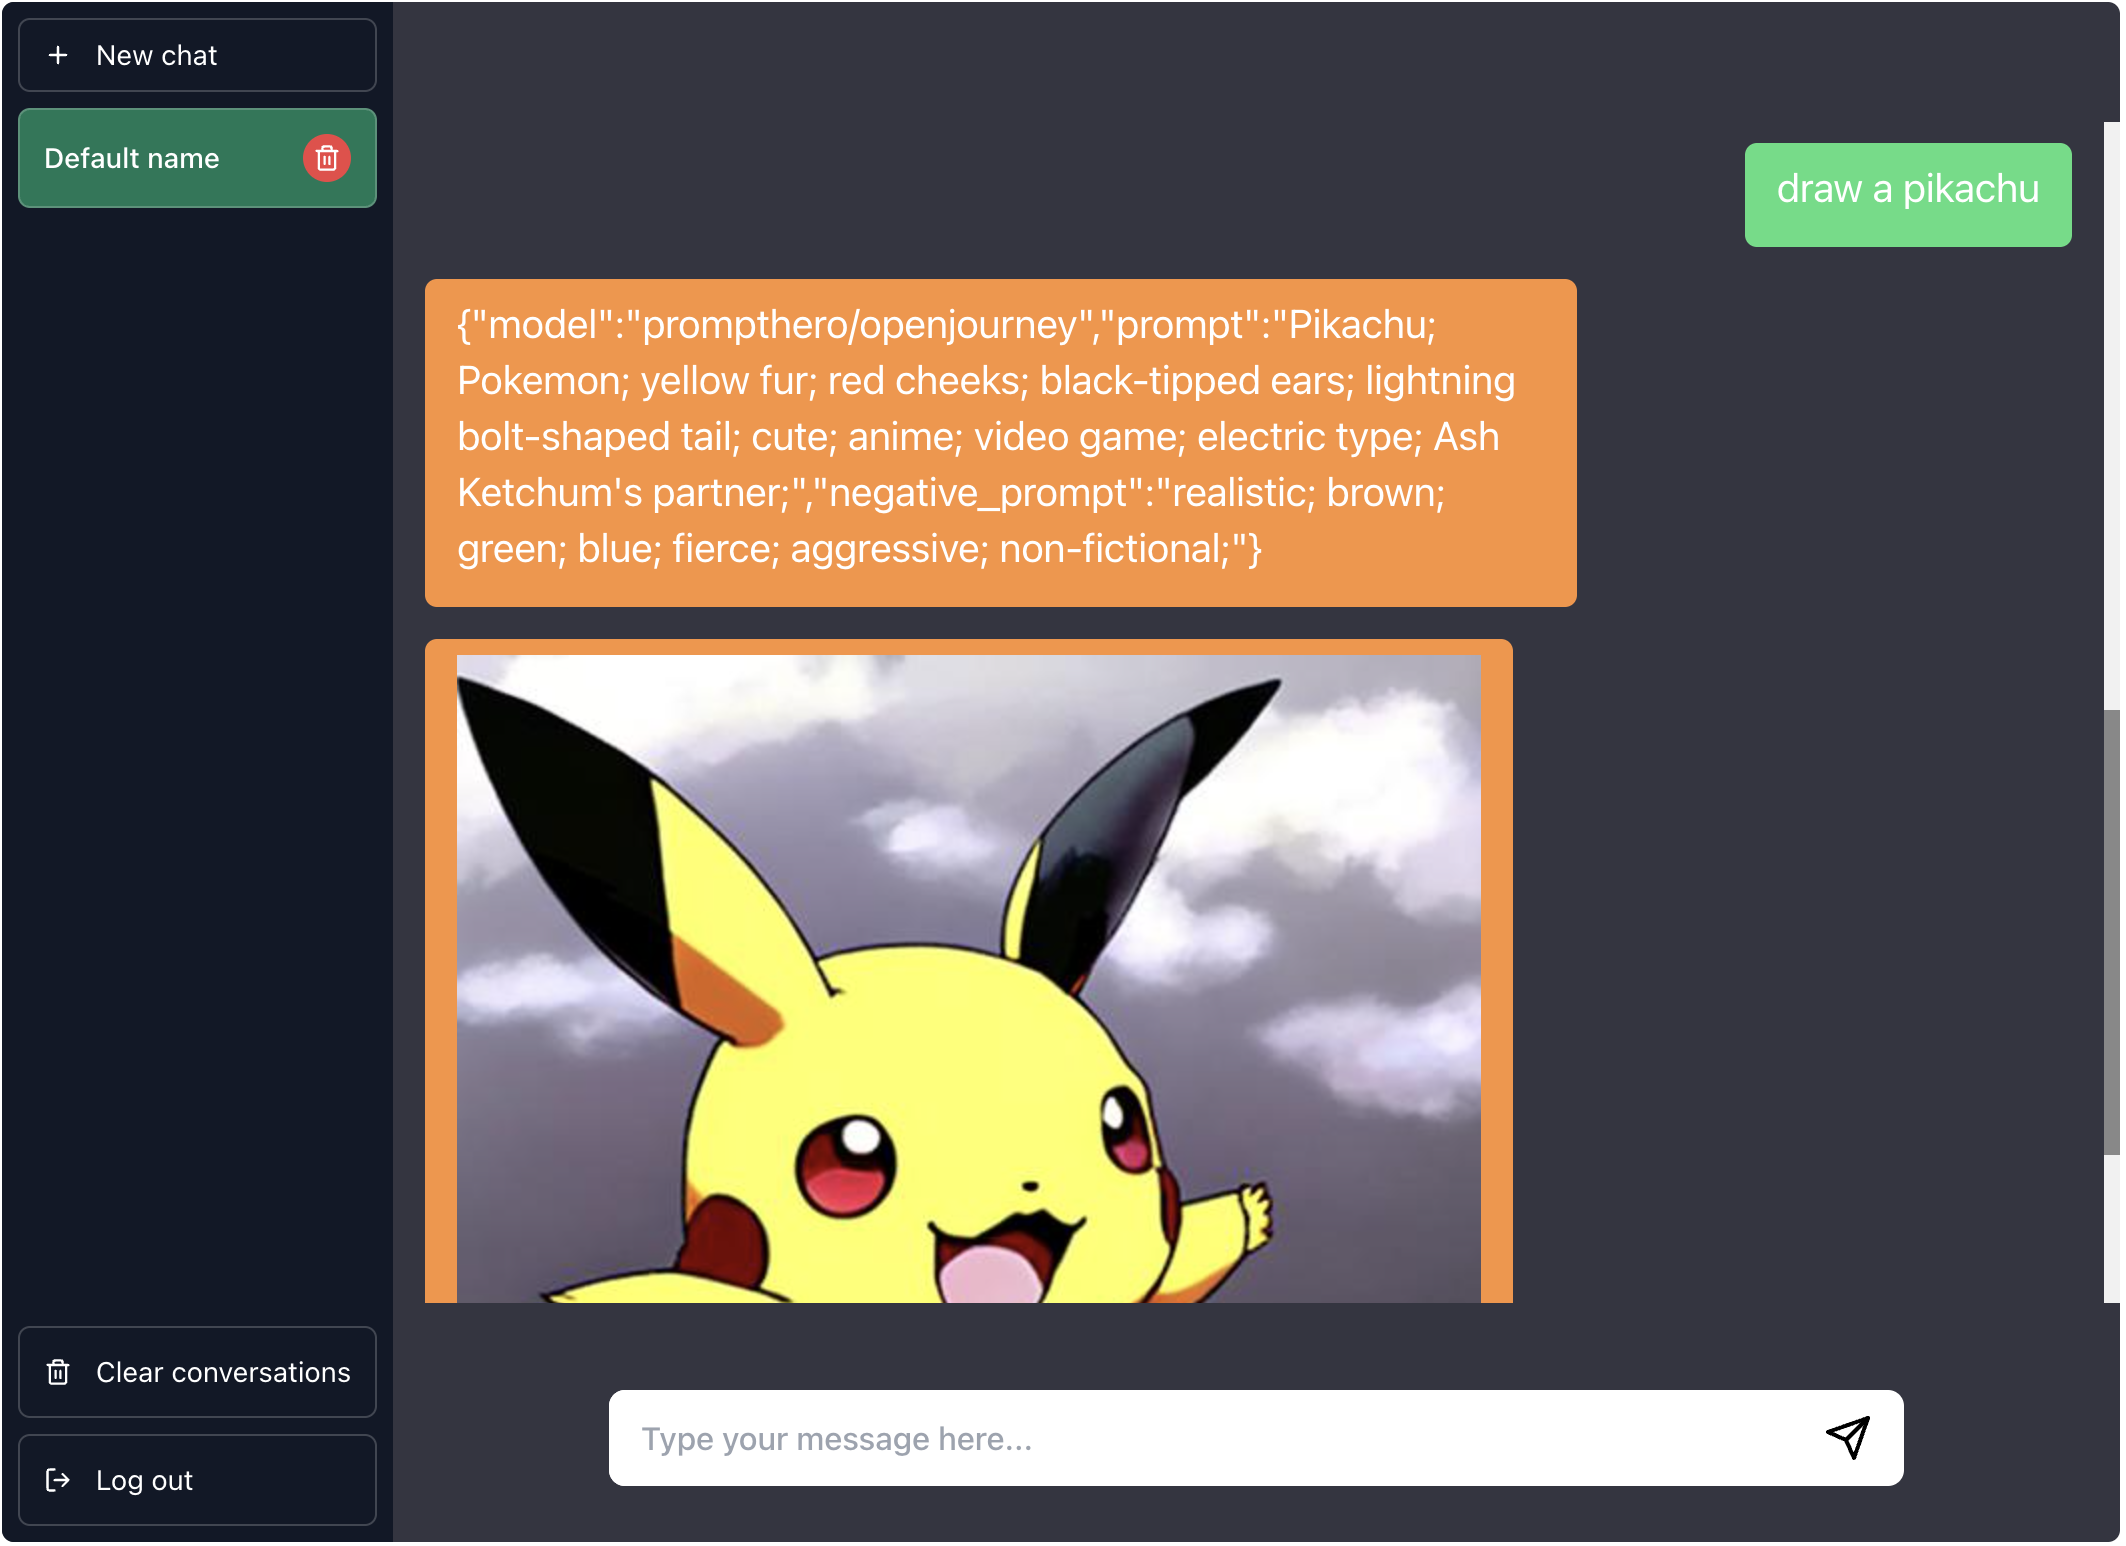 New chat
Default name
draw a pikachu
{"model":"prompthero/openjourney","prompt":"Pikachu;
Pokemon; yellow fur; red cheeks; black-tipped ears; lightning
bolt-shaped tail; cute; anime; video game; electric type; Ash
Ketchum's partner;","negative_prompt":"realistic; brown;
green; blue; fierce; aggressive; non-fictional;"}
Clear conversations
Log out
Type your message here...